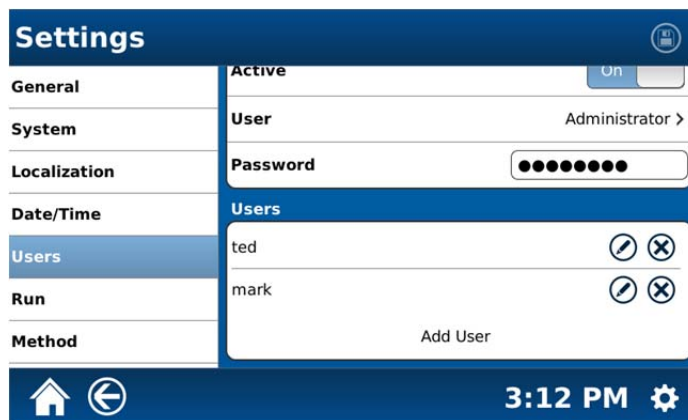 Settings
General
System
Localization
Date/Time
Users
Run
Method
Active On
User Administrator >
Password ●●●●●●●●
Users
ted
mark
Add User
3:12 PM